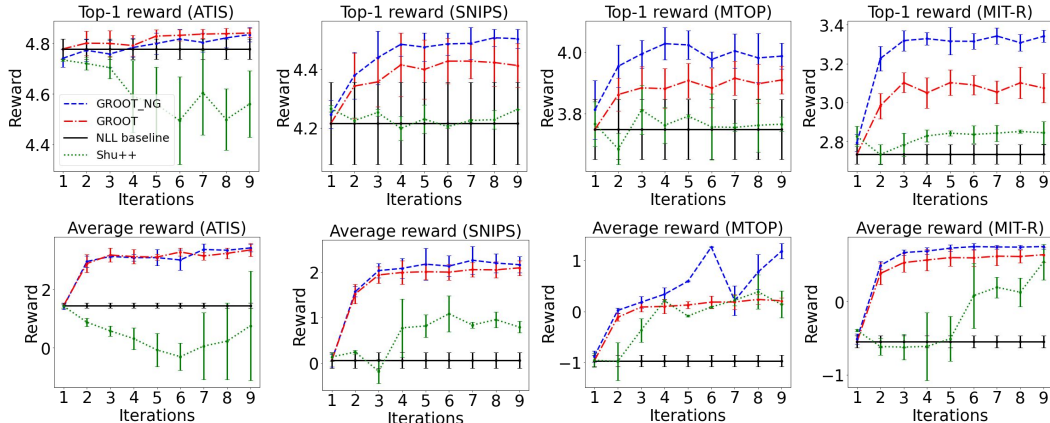 Top-1 reward (ATIS)
Reward
4.8
4.6
4.4
GROOT_NG
GROOT
NLL baseline
Shu++
1 2 3 4 5 6 7 8 9
Iterations
Top-1 reward (SNIPS)
Reward
4.4
4.2
1 2 3 4 5 6 7 8 9
Iterations
Top-1 reward (MTOP)
Reward
4.0
3.8
1 2 3 4 5 6 7 8 9
Iterations
Top-1 reward (MIT-R)
Reward
3.4
3.2
3.0
2.8
1 2 3 4 5 6 7 8 9
Iterations
Average reward (ATIS)
Reward
2
0
1 2 3 4 5 6 7 8 9
Iterations
Average reward (SNIPS)
Reward
2
1
0
1 2 3 4 5 6 7 8 9
Iterations
Average reward (MTOP)
Reward
1
0
−1
1 2 3 4 5 6 7 8 9
Iterations
Average reward (MIT-R)
Reward
0
−1
1 2 3 4 5 6 7 8 9
Iterations